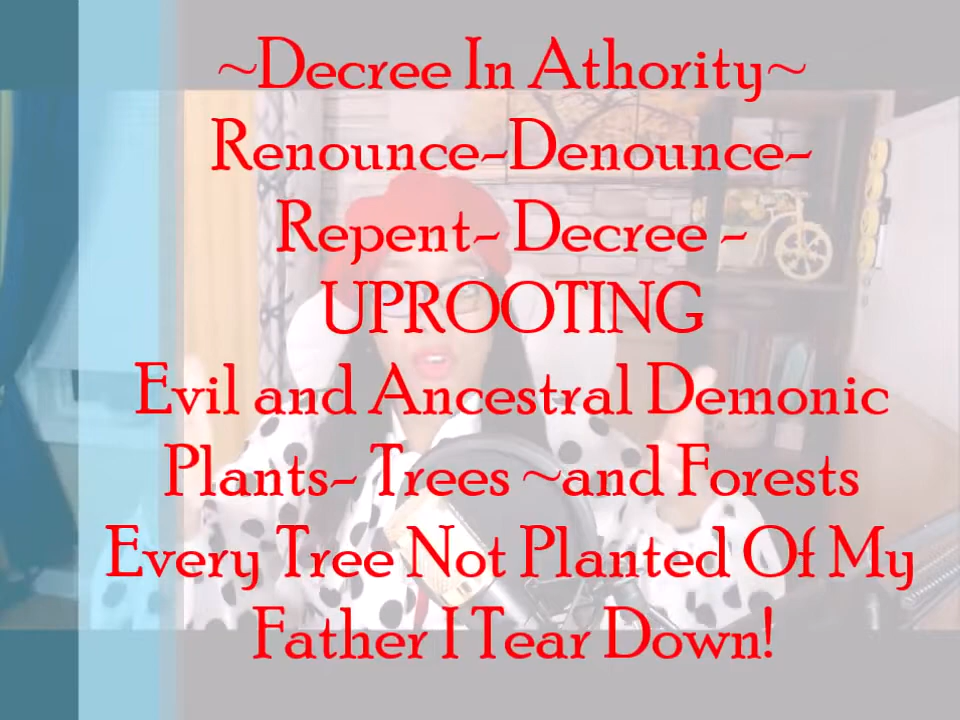 ~Decree In Athority~
Renounce-Denounce-
Repent- Decree -
UPROOTING
Evil and Ancestral Demonic
Plants- Trees ~and Forests
Every Tree Not Planted Of My
Father I Tear Down!